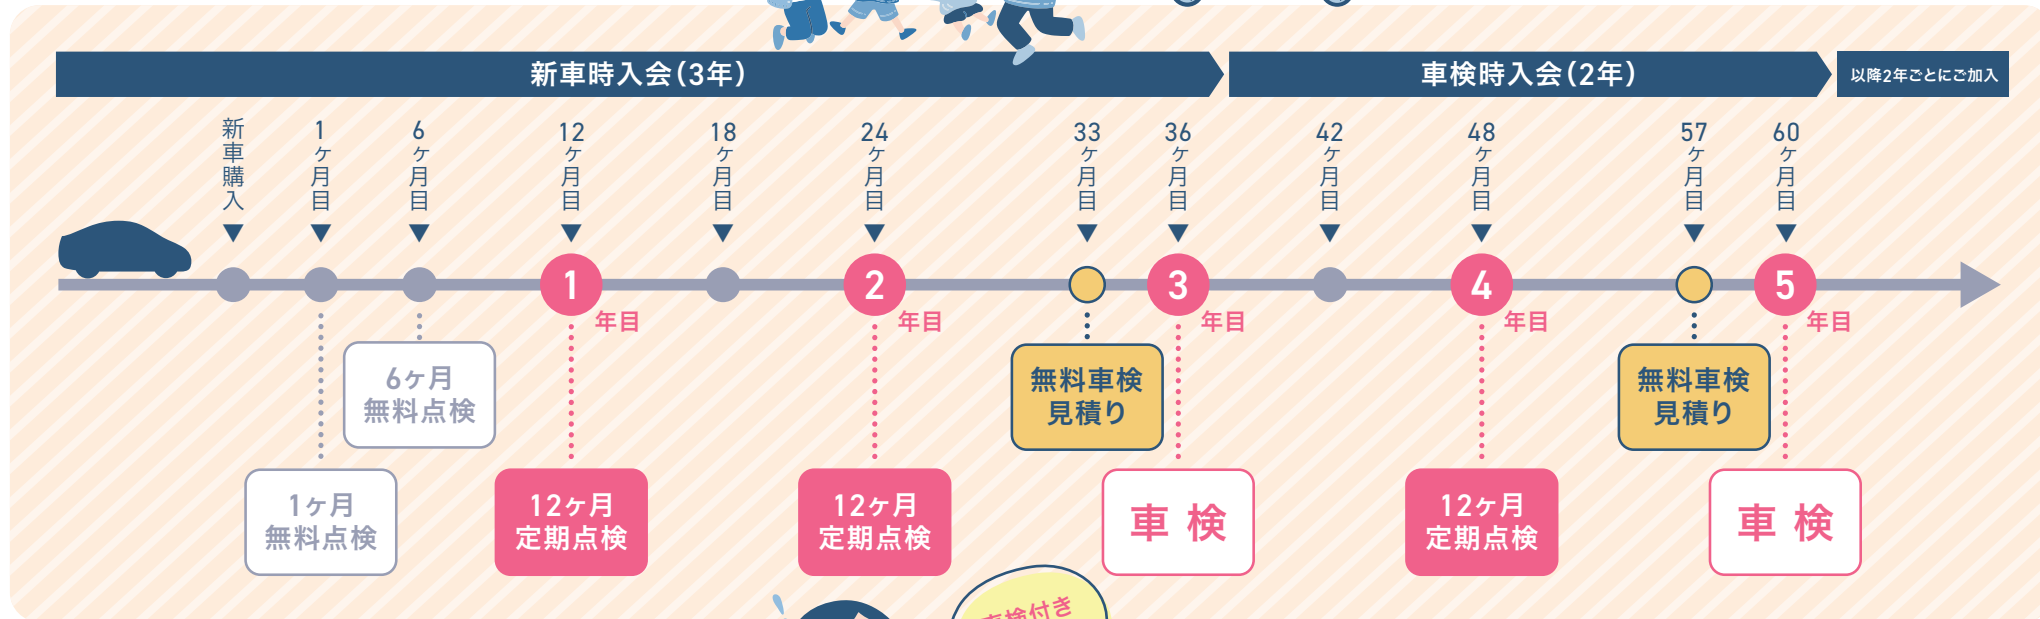 新車時入会(3年)
車検時入会(2年)
以降2年ごとにご加入
新車購入
1ヶ月目
6ヶ月目
12ヶ月目
18ヶ月目
24ヶ月目
33ヶ月目
36ヶ月目
42ヶ月目
48ヶ月目
57ヶ月目
60ヶ月目
1
年目
2
年目
3
年目
4
年目
5
年目
6ヶ月
無料点検
無料車検
見積り
無料車検
見積り
1ヶ月
無料点検
12ヶ月
定期点検
12ヶ月
定期点検
車検
12ヶ月
定期点検
車検
車検付き